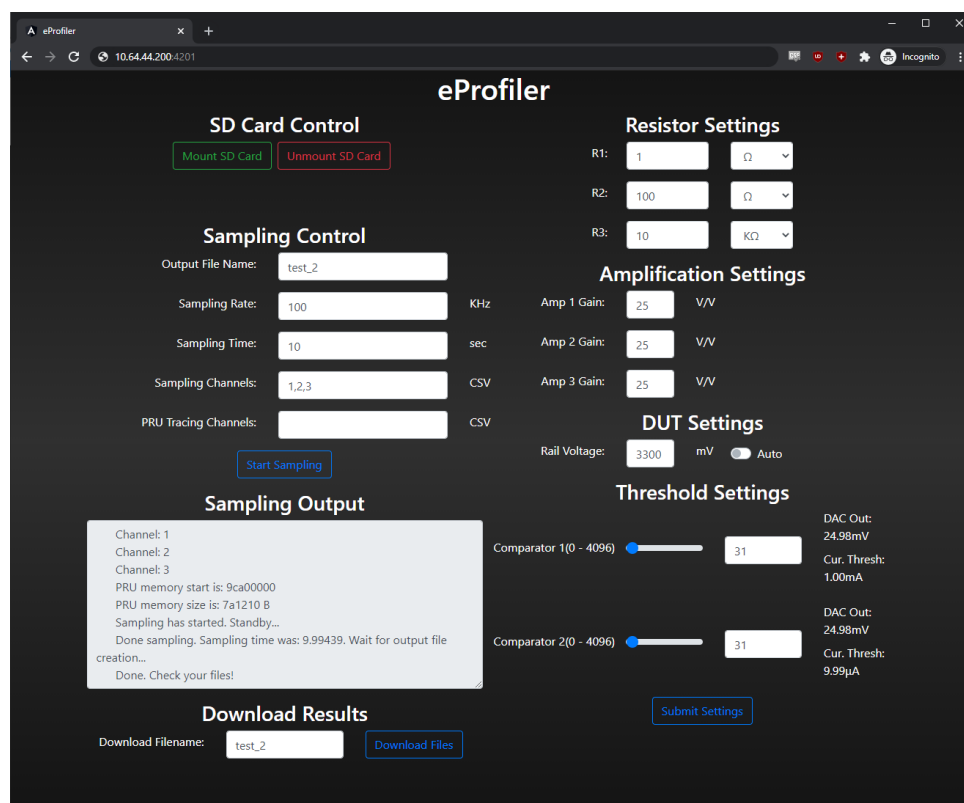 eProfiler
10.64.44.200:4201
Incognito
eProfiler
SD Card Control
Mount SD Card
Unmount SD Card
Sampling Control
Output File Name:
test_2
Sampling Rate:
100
KHz
Sampling Time:
10
sec
Sampling Channels:
1,2,3
CSV
PRU Tracing Channels:
CSV
Start Sampling
Sampling Output
Channel: 1
Channel: 2
Channel: 3
PRU memory start is: 9ca00000
PRU memory size is: 7a1210 B
Sampling has started. Standby...
Done sampling. Sampling time was: 9.99439. Wait for output file
creation...
Done. Check your files!
Download Results
Download Filename:
test_2
Download Files
Resistor Settings
R1:
1
Ω
R2:
100
Ω
R3:
10
KΩ
Amplification Settings
Amp 1 Gain:
25
V/V
Amp 2 Gain:
25
V/V
Amp 3 Gain:
25
V/V
DUT Settings
Rail Voltage:
3300
mV
Auto
Threshold Settings
Comparator 1(0 - 4096)
31
DAC Out:
24.98mV
Cur. Thresh:
1.00mA
Comparator 2(0 - 4096)
31
DAC Out:
24.98mV
Cur. Thresh:
9.99μA
Submit Settings